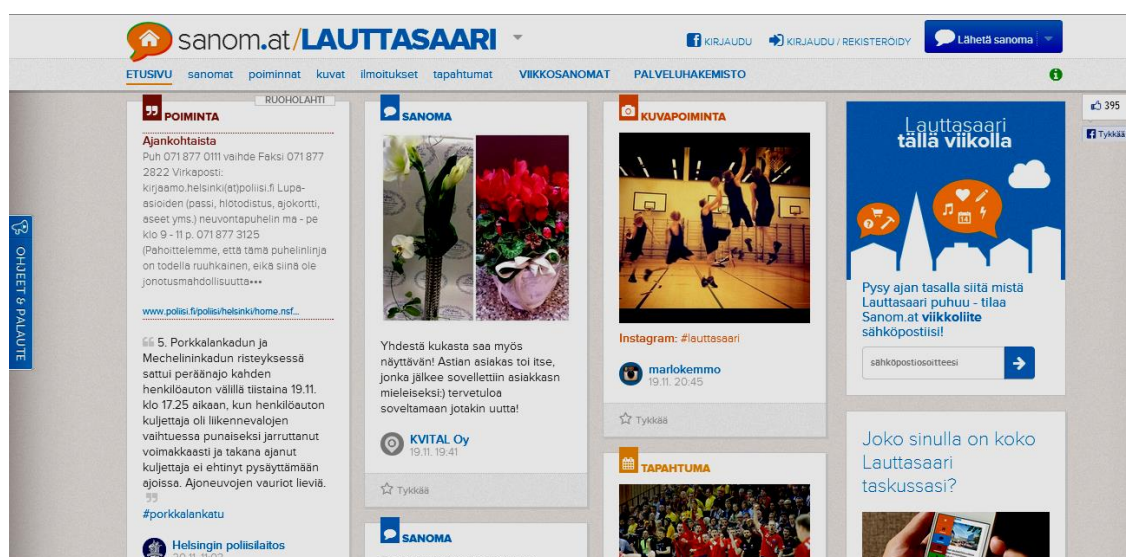 sanom.at/LAUTTASAARI
KIRJAUDU
KIRJAUDU / REKISTERÖIDY
Lähetä sanoma
ETUSIVU sanomat poiminnat kuvat ilmoitukset tapahtumat VIIKKOSANOMAT PALVELUHAKEMISTO
OHJEET & PALAUTE
RUOHOLAHTI
POIMINTA
Ajankohtaista
Puh 071 877 0111 vaihde Faksi 071 877
2822 Virkaposti:
kirjaamo.helsinki(at)poliisi.fi Lupa-
asioiden (passi, hlötodistus, ajokortti,
aseet yms.) neuvontapuhelin ma - pe
klo 9 - 11 p. 071 877 3125
(Pahoittelemme, että tämä puhelinlinja
on todella ruuhkainen, eikä siinä ole
jonotusmahdollisuutta•••
www.poliisi.fi/poliisi/helsinki/home.nsf...
5. Porkkalankadun ja
Mechelininkadun risteyksessä
sattui peräänajo kahden
henkilöauton välillä tiistaina 19.11.
klo 17.25 aikaan, kun henkilöauton
kuljettaja oli liikennevalojen
vaihtuessa punaiseksi jarruttanut
voimakkaasti ja takana ajanut
kuljettaja ei ehtinyt pysäyttämään
ajoissa. Ajoneuvojen vauriot lieviä.
#porkkalankatu
Helsingin poliisilaitos
20.11. 11:02
SANOMA
Yhdestä kukasta saa myös
näyttävän! Astian asiakas toi itse,
jonka jälkee sovellettiin asiakkasn
mieleiseksi:) tervetuloa
soveltamaan jotakin uutta!
KVITAL Oy
19.11. 19:41
Tykkää
SANOMA
KUVAPOIMINTA
Instagram: #lauttasaari
marlokemmo
19.11. 20:45
Tykkää
TAPAHTUMA
Lauttasaari
tällä viikolla
14
Pysy ajan tasalla siitä mistä
Lauttasaari puhuu - tilaa
Sanom.at viikkoliite
sähköpostiisi!
sähköpostiosoitteesi
Joko sinulla on koko
Lauttasaari
taskussasi?
395
Tykkää